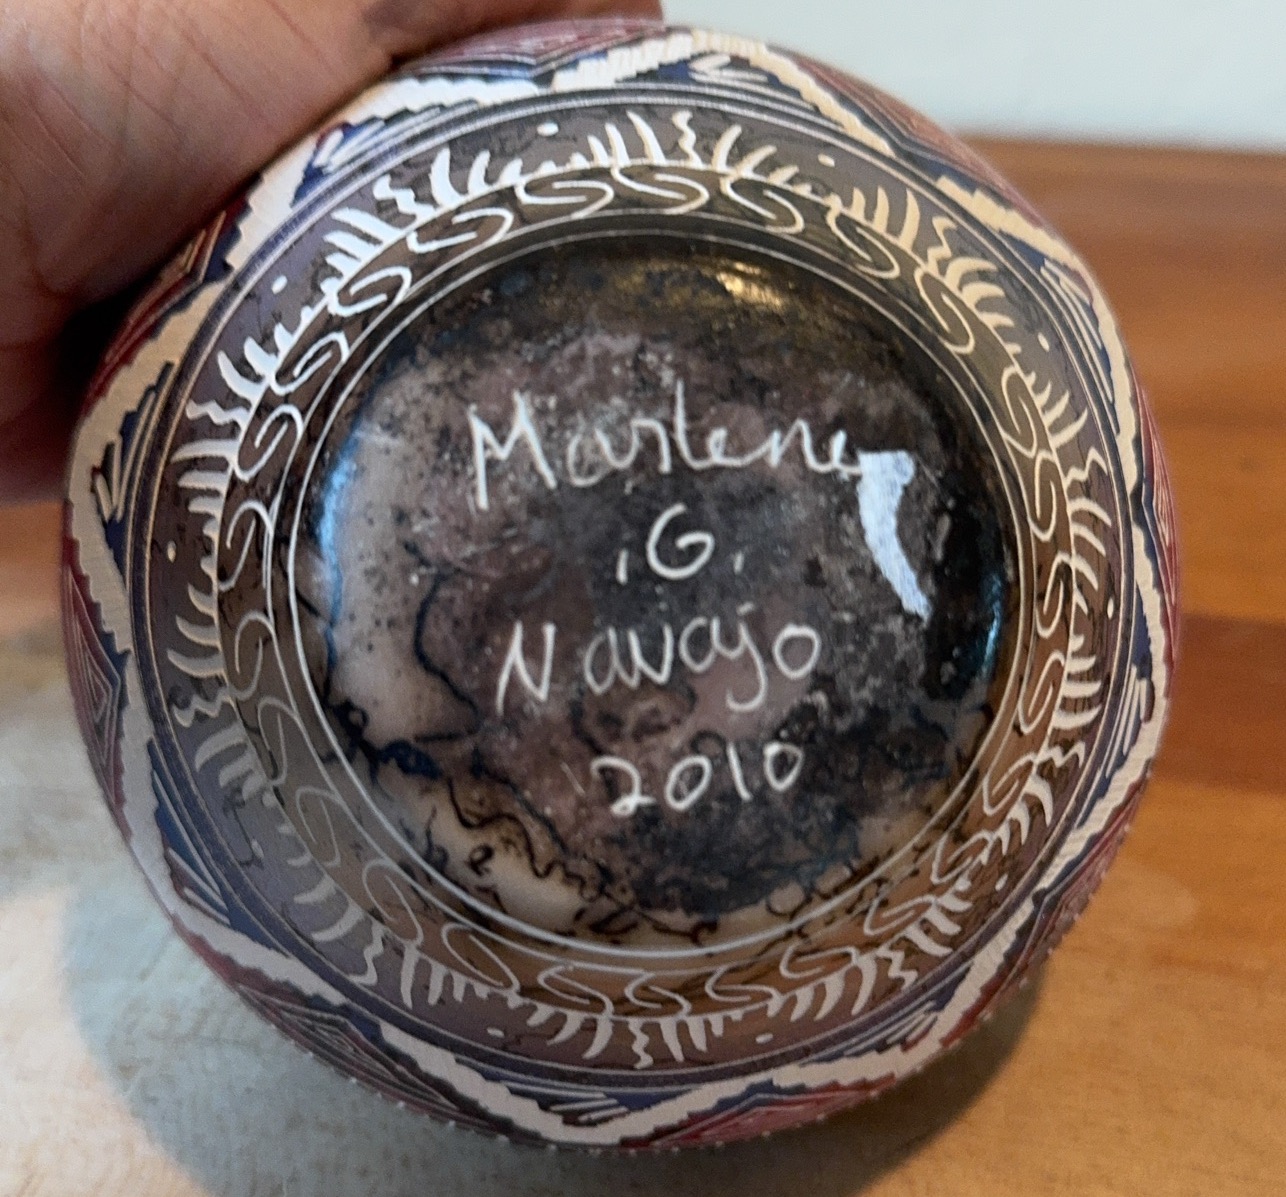 Marlene
.G.
Navajo
2010